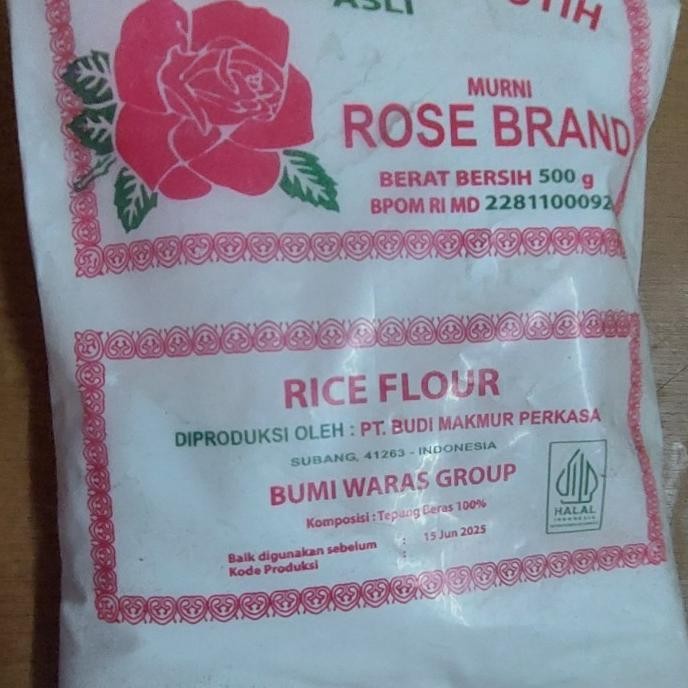 ASLI
MURNI
ROSE BRAND
BERAT BERSIH 500 g
BPOM RI MD 2281100092
RICE FLOUR
DIPRODUKSI OLEH : PT. BUDI MAKMUR PERKASA
SUBANG, 41263 - INDONESIA
BUMI WARAS GROUP
HALAL
INDONESIA
Komposisi : Tepung Beras 100%
Baik digunakan sebelum : 15 Jun 2025
Kode Produksi :